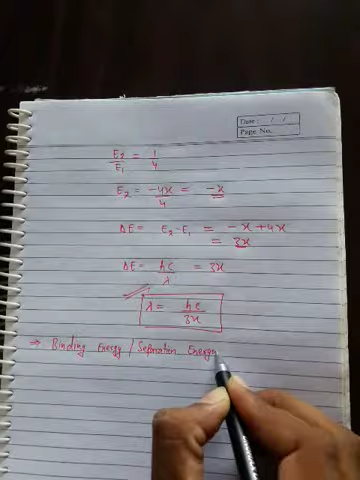 Date : / /
Page No.
E2/E1 = 1/4
E2 = -4x/4 = -x
ΔE = E2 - E1 = -x + 4x
= 3x
ΔE = hc/λ = 3x
λ = hc/3x
⇒ Binding Energy / Sepration Energy